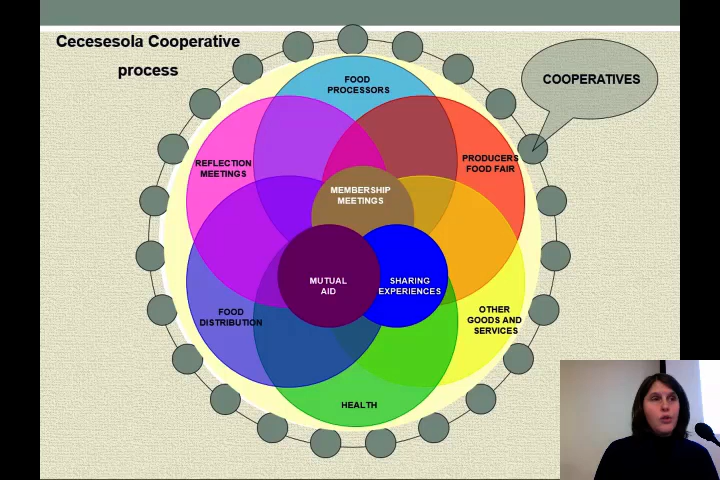 Cecesesola Cooperative
process
COOPERATIVES
FOOD
PROCESSORS
REFLECTION
MEETINGS
PRODUCERS
FOOD FAIR
MEMBERSHIP
MEETINGS
MUTUAL
AID
SHARING
EXPERIENCES
FOOD
DISTRIBUTION
OTHER
GOODS AND
SERVICES
HEALTH